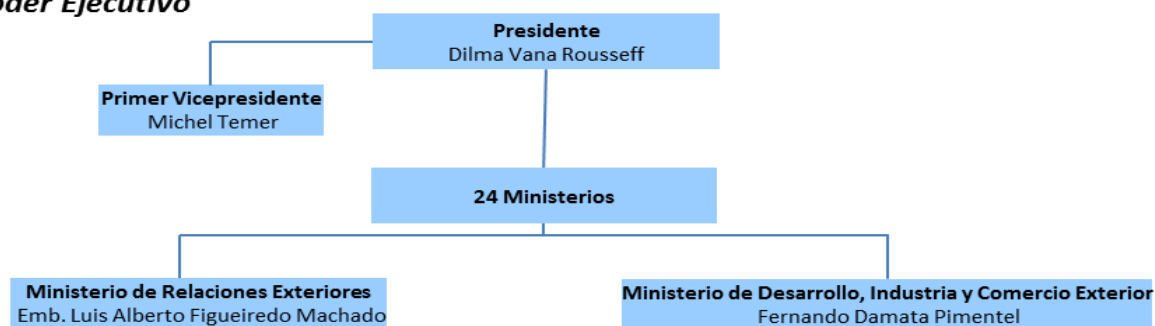 Poder Ejecutivo
Presidente
Dilma Vana Rousseff
Primer Vicepresidente
Michel Temer
24 Ministerios
Ministerio de Relaciones Exteriores
Emb. Luis Alberto Figueiredo Machado
Ministerio de Desarrollo, Industria y Comercio Exterior
Fernando Damata Pimentel